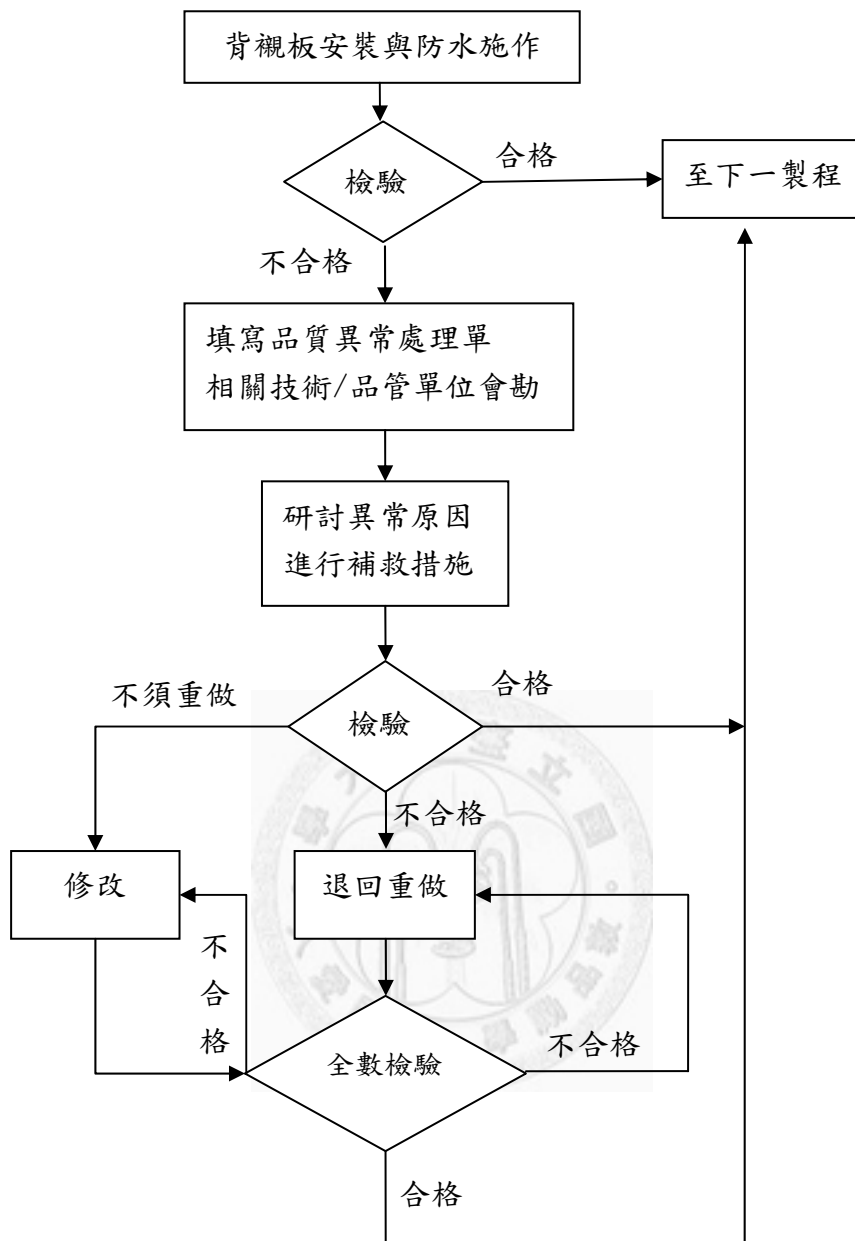 背襯板安裝與防水施作
檢驗
合格
至下一製程
不合格
填寫品質異常處理單
相關技術/品管單位會勘
研討異常原因
進行補救措施
不須重做
檢驗
合格
不合格
修改
退回重做
不合格
全數檢驗
不合格
合格